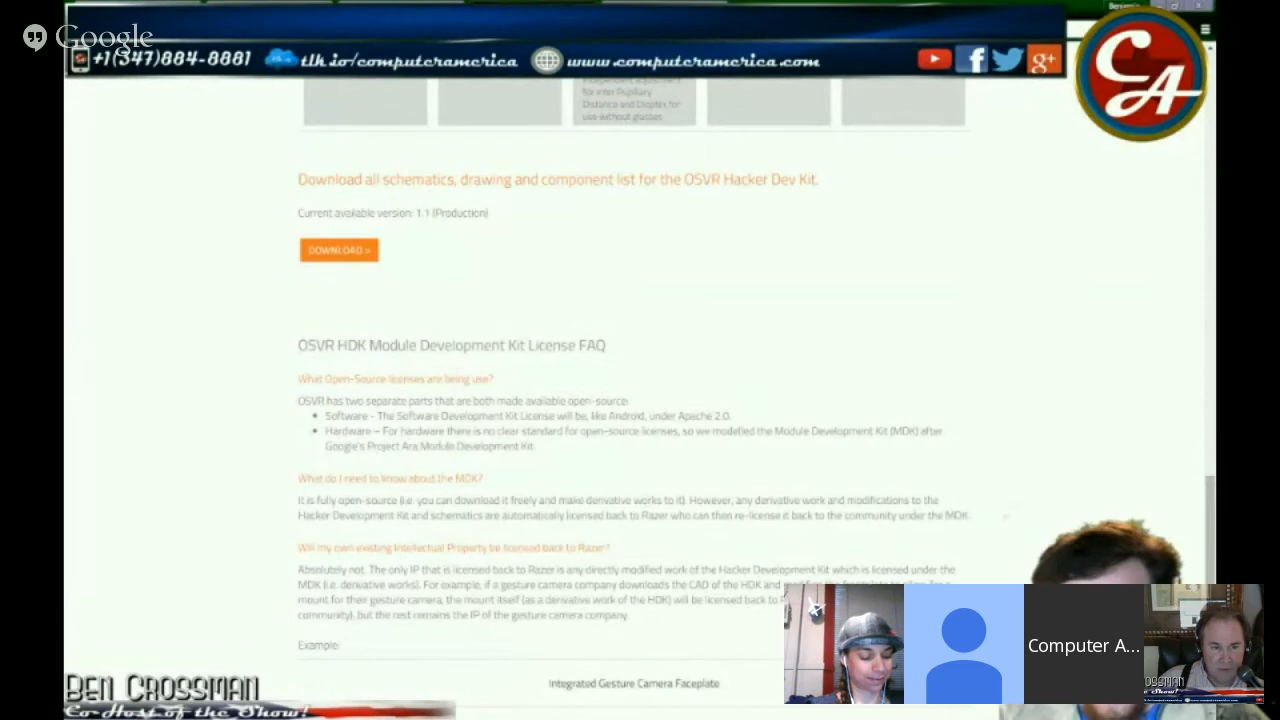 Google
Benjamin
+1(347)884-8881 tlk.io/computeramerica www.computeramerica.com
CA
for Inter Pupillary
Distance and Diopter for
use without glasses
Download all schematics, drawing and component list for the OSVR Hacker Dev Kit.
Current available version: 1.1 (Production)
DOWNLOAD »
OSVR HDK Module Development Kit License FAQ
What Open-Source licenses are being use?
OSVR has two separate parts that are both made available open-source:
Software - The Software Development Kit License will be, like Android, under Apache 2.0.
Hardware – For hardware there is no clear standard for open-source licenses, so we modelled the Module Development Kit (MDK) after
Google's Project Ara Module Development Kit
What do I need to know about the MDK?
It is fully open-source (i.e. you can download it freely and make derivative works to it). However, any derivative work and modifications to the
Hacker Development Kit and schematics are automatically licensed back to Razer who can then re-license it back to the community under the MDK.
Will my own existing Intellectual Property be licensed back to Razer?
Absolutely not. The only IP that is licensed back to Razer is any directly modified work of the Hacker Development Kit which is licensed under the
MDK (i.e. derivative works). For example, if a gesture camera company downloads the CAD of the HDK and
mount for their gesture camera, the mount itself (as a derivative work of the HDK) will be licensed back to
community), but the rest remains the IP of the gesture camera company.
Example:
Integrated Gesture Camera Faceplate
Computer A...
BEN CROSSMAN
Co-Host of the Show!